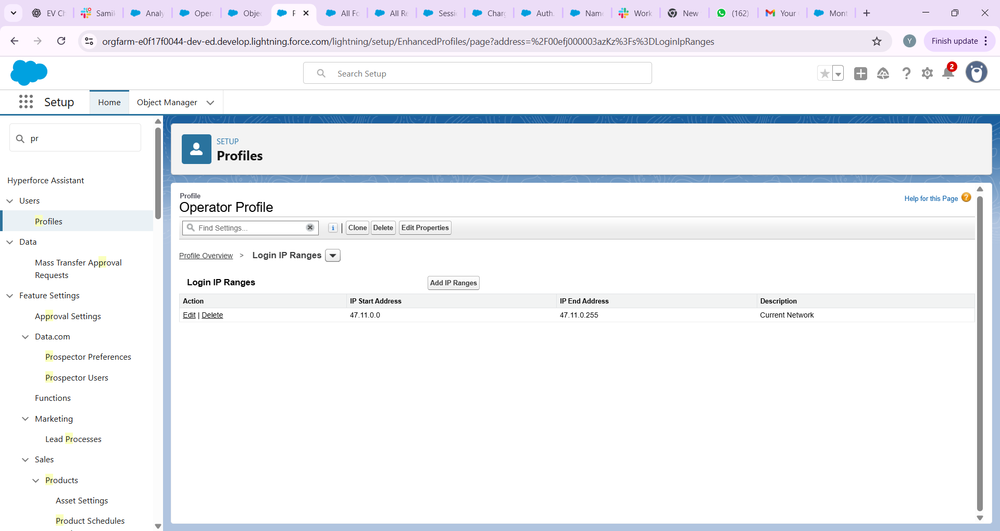 EV Ch
Samik
Analy
Oper
Objec
P
All Fo
All Re
Sessi
Charg
Auth.
Name
Work
New
(162)
Your
Mont
orgfarm-e0f17f0044-dev-ed.develop.lightning.force.com/lightning/setup/EnhancedProfiles/page?address=%2F00efj000003azKz%3Fs%3DLoginIpRanges
Y
Finish update
Search Setup
2
Setup
Home
Object Manager
pr
Hyperforce Assistant
Users
Profiles
Data
Mass Transfer Approval
Requests
Feature Settings
Approval Settings
Data.com
Prospector Preferences
Prospector Users
Functions
Marketing
Lead Processes
Sales
Products
Asset Settings
Product Schedules
SETUP
Profiles
Profile
Operator Profile
Help for this Page ?
Find Settings...
i | Clone Delete Edit Properties
Profile Overview > Login IP Ranges
Login IP Ranges
Add IP Ranges
Action IP Start Address IP End Address Description
Edit | Delete 47.11.0.0 47.11.0.255 Current Network